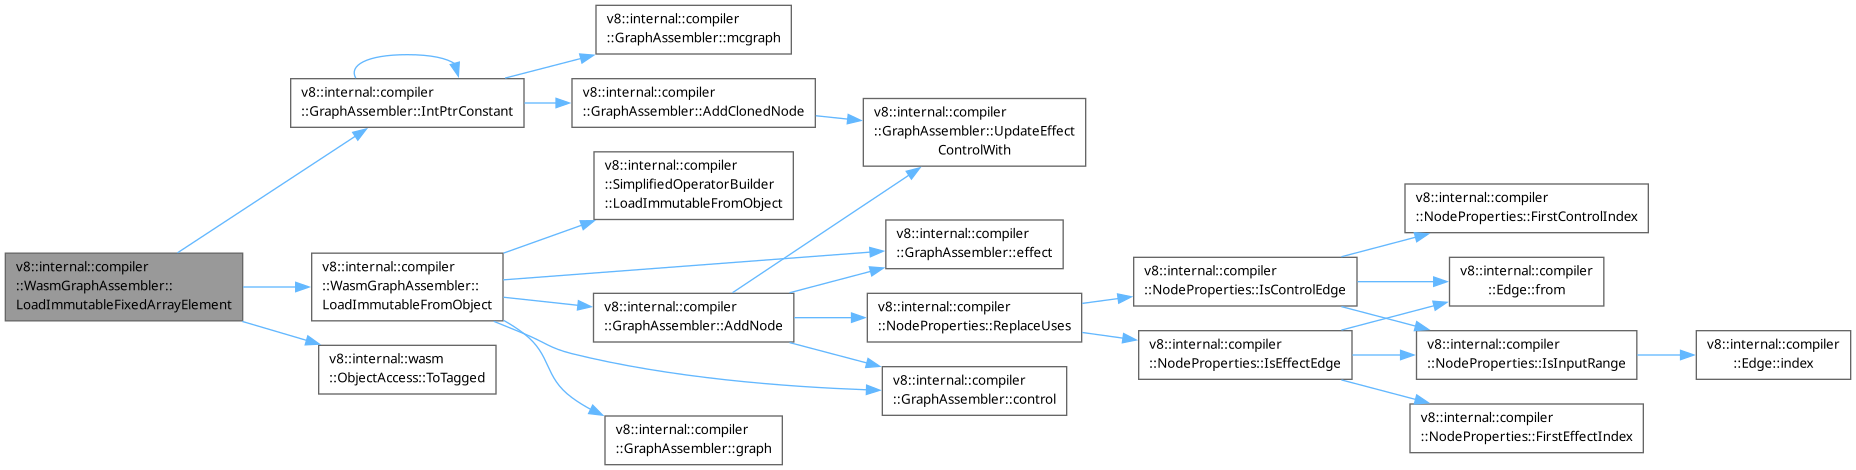 v8::internal::compiler
::WasmGraphAssembler::
LoadImmutableFixedArrayElement
v8::internal::compiler
::GraphAssembler::IntPtrConstant
v8::internal::compiler
::WasmGraphAssembler::
LoadImmutableFromObject
v8::internal::wasm
::ObjectAccess::ToTagged
v8::internal::compiler
::GraphAssembler::mcgraph
v8::internal::compiler
::GraphAssembler::AddClonedNode
v8::internal::compiler
::SimplifiedOperatorBuilder
::LoadImmutableFromObject
v8::internal::compiler
::GraphAssembler::AddNode
v8::internal::compiler
::GraphAssembler::graph
v8::internal::compiler
::GraphAssembler::UpdateEffect
ControlWith
v8::internal::compiler
::GraphAssembler::effect
v8::internal::compiler
::NodeProperties::ReplaceUses
v8::internal::compiler
::GraphAssembler::control
v8::internal::compiler
::NodeProperties::IsControlEdge
v8::internal::compiler
::NodeProperties::IsEffectEdge
v8::internal::compiler
::NodeProperties::FirstControlIndex
v8::internal::compiler
::Edge::from
v8::internal::compiler
::NodeProperties::IsInputRange
v8::internal::compiler
::NodeProperties::FirstEffectIndex
v8::internal::compiler
::Edge::index